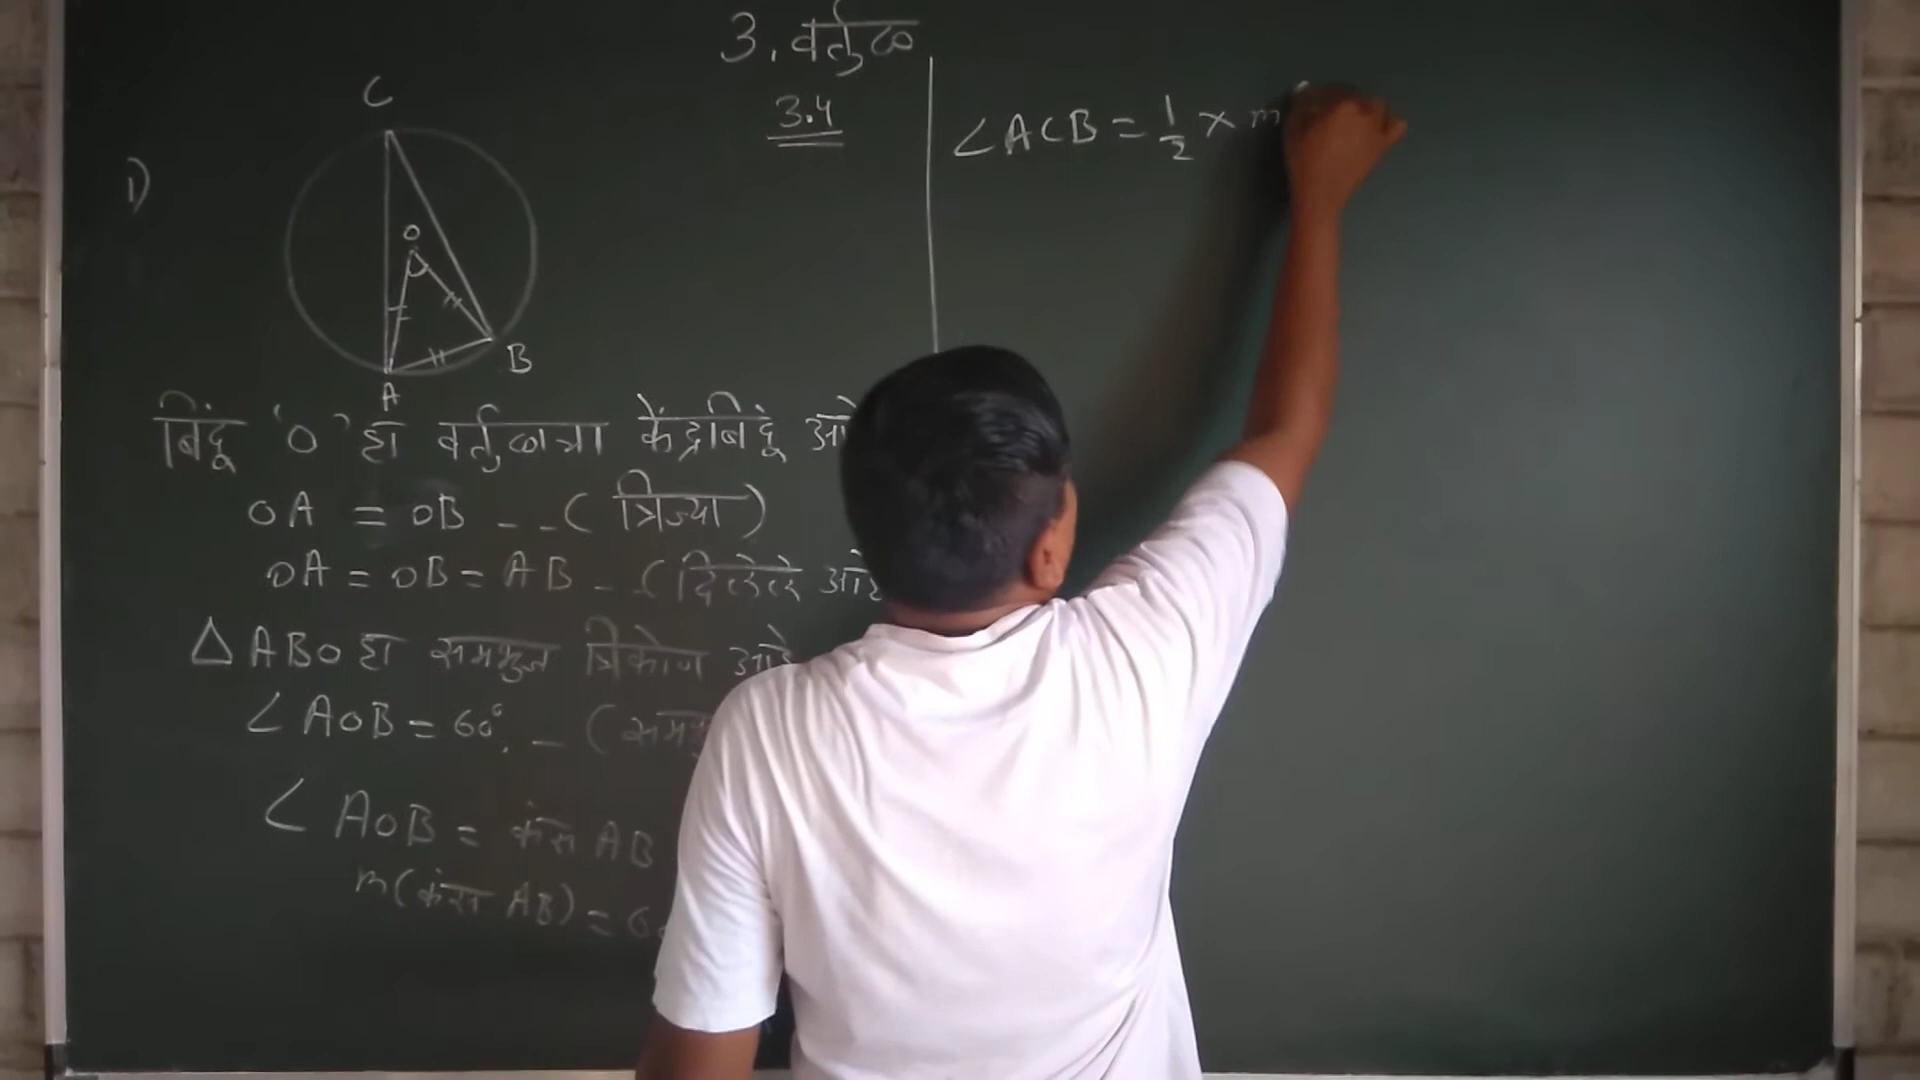 3. वर्तुळ
3.4
1)
C
O
B
A
बिंदू 'O' हा वर्तुळाचा केंद्रबिंदू
OA = OB - - ( त्रिज्या )
OA = OB = AB - - ( दिलेले
△ ABO हा समभुज त्रिकोण आहे
∠ AOB = 60°. - (
∠ AOB = कंस AB
m(कंस AB) =
∠ACB = 1/2 × m